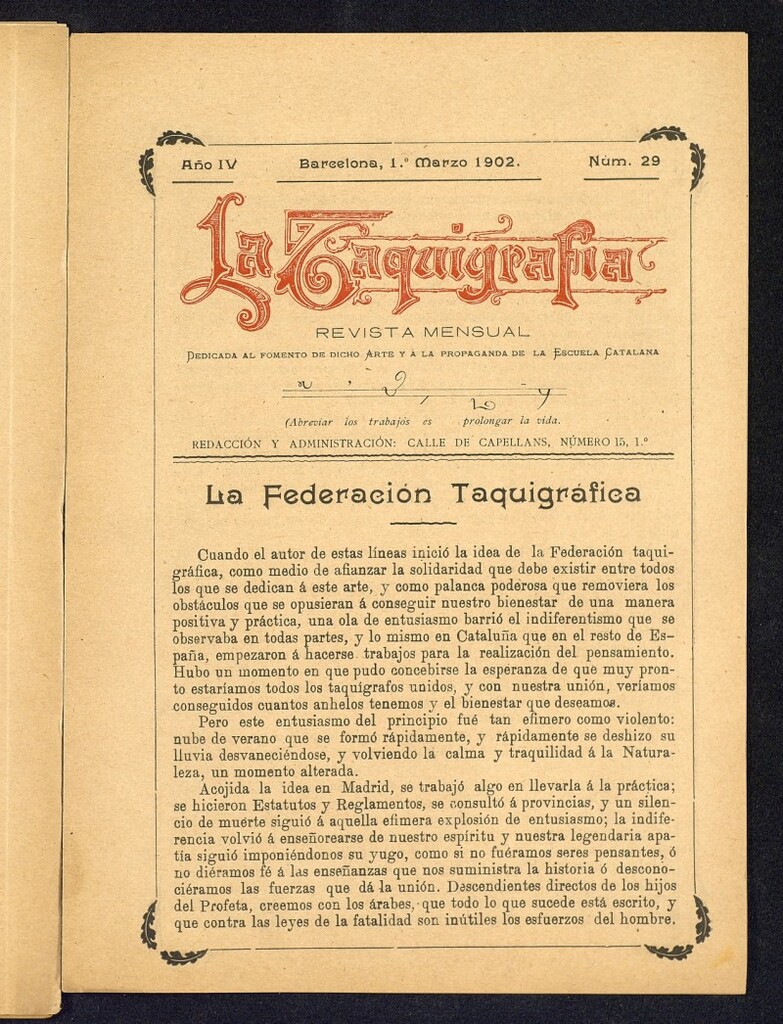 Año IV
Barcelona, 1.º Marzo 1902.
Núm. 29
La Taquigrafía
REVISTA MENSUAL
DEDICADA AL FOMENTO DE DICHO ARTE Y Á LA PROPAGANDA DE LA ESCUELA CATALANA
(Abreviar los trabajos es prolongar la vida.
REDACCIÓN Y ADMINISTRACIÓN: CALLE DE CAPELLANS, NÚMERO 15, 1.º
La Federación Taquigráfica
Cuando el autor de estas líneas inició la idea de la Federación taqui-
gráfica, como medio de afianzar la solidaridad que debe existir entre todos
los que se dedican á este arte, y como palanca poderosa que removiera los
obstáculos que se opusieran á conseguir nuestro bienestar de una manera
positiva y práctica, una ola de entusiasmo barrió el indiferentismo que se
observaba en todas partes, y lo mismo en Cataluña que en el resto de Es-
paña, empezaron á hacerse trabajos para la realización del pensamiento.
Hubo un momento en que pudo concebirse la esperanza de que muy pron-
to estaríamos todos los taquígrafos unidos, y con nuestra unión, veríamos
conseguidos cuantos anhelos tenemos y el bienestar que deseamos.
Pero este entusiasmo del principio fué tan efímero como violento:
nube de verano que se formó rápidamente, y rápidamente se deshizo su
lluvia desvaneciéndose, y volviendo la calma y traquilidad á la Natura-
leza, un momento alterada.
Acojida la idea en Madrid, se trabajó algo en llevarla á la práctica;
se hicieron Estatutos y Reglamentos, se consultó á provincias, y un silen-
cio de muerte siguió á aquella efímera explosión de entusiasmo; la indife-
rencia volvió á enseñorearse de nuestro espíritu y nuestra legendaria apa-
tía siguió imponiéndonos su yugo, como si no fuéramos seres pensantes, ó
no diéramos fé á las enseñanzas que nos suministra la historia ó descono-
ciéramos las fuerzas que dá la unión. Descendientes directos de los hijos
del Profeta, creemos con los árabes, que todo lo que sucede está escrito, y
que contra las leyes de la fatalidad son inútiles los esfuerzos del hombre.